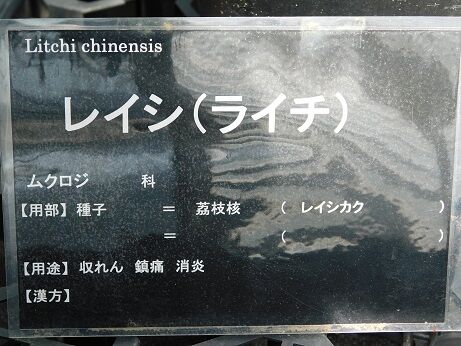 Litchi chinensis
レイシ(ライチ)
ムクロジ 科
【用部】 種子 = 茘枝核 ( レイシカク )
= ( )
【用途】 収れん 鎮痛 消炎
【漢方】